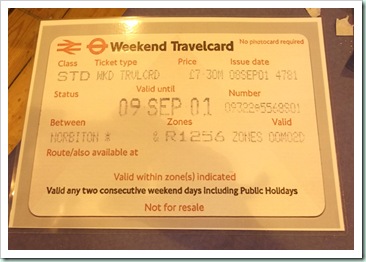 Weekend Travelcard No photocard required
Class Ticket type Price Issue date
STD WKD TRVLCRD £7·30M 08SEP01 4781
Status Valid until Number
09 SEP 01
Between Zones Valid
NORBITON * & R1256 ZONES
Route/also available at
Valid within zone(s) indicated
Valid any two consecutive weekend days including Public Holidays
Not for resale